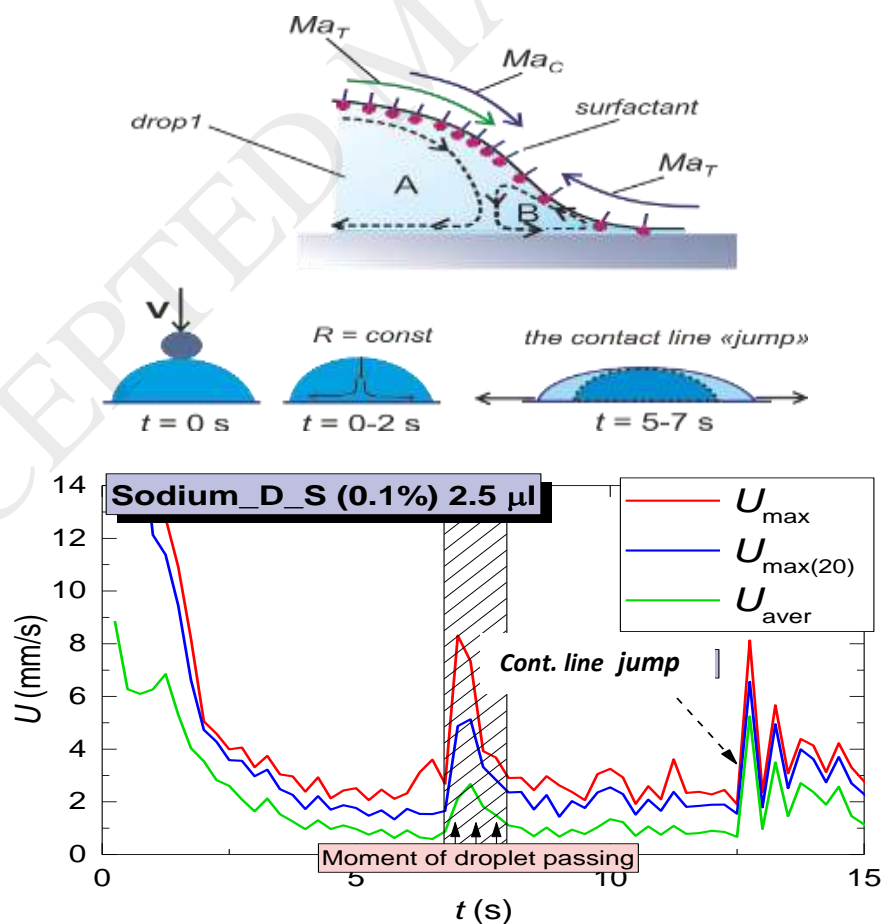 CEPTED MA
Ma_T
Ma_C
drop1
surfactant
Ma_T
A
B
V
R = const
the contact line «jump»
t = 0 s
t = 0-2 s
t = 5-7 s
Sodium_D_S (0.1%) 2.5 μl
U_max
U_max(20)
U_aver
Cont. line jump
Moment of droplet passing
U (mm/s)
14
12
10
8
6
4
2
0
0
5
10
15
t (s)